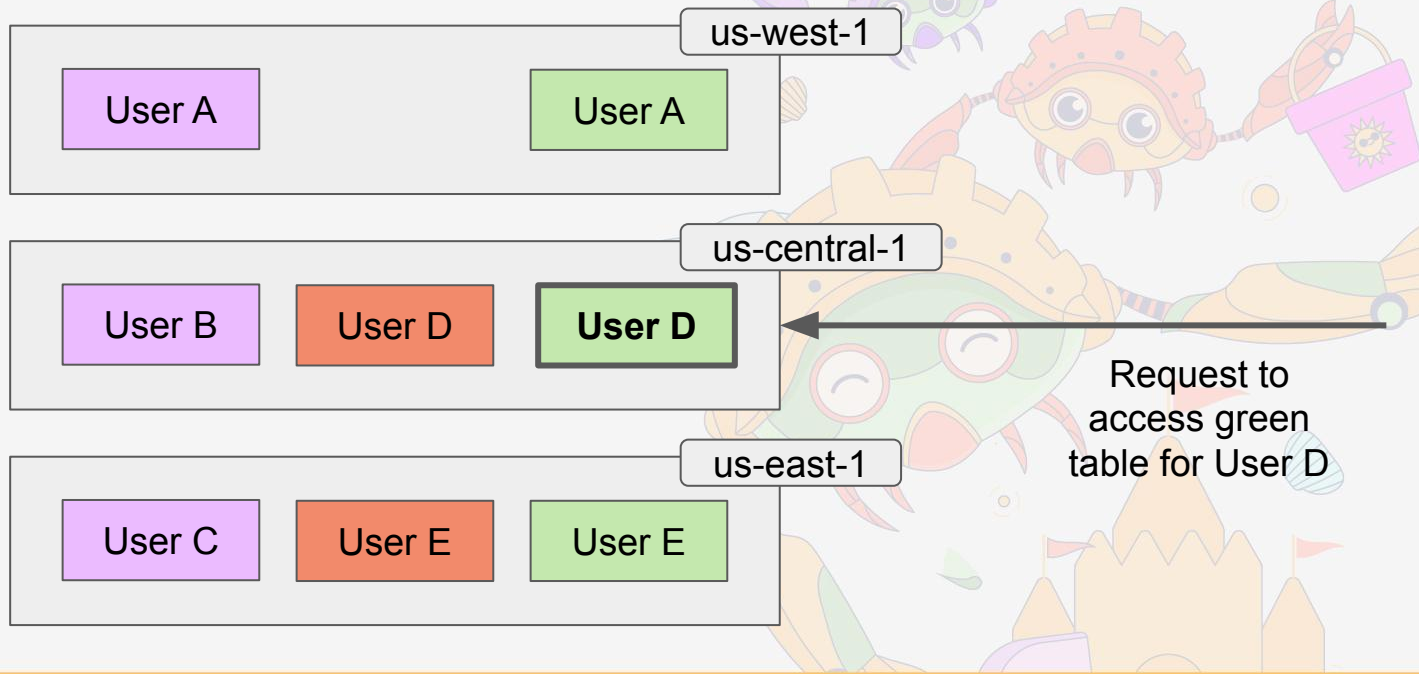 us-west-1
User A
User A
us-central-1
User B
User D
User D
Request to
access green
table for User D
us-east-1
User C
User E
User E